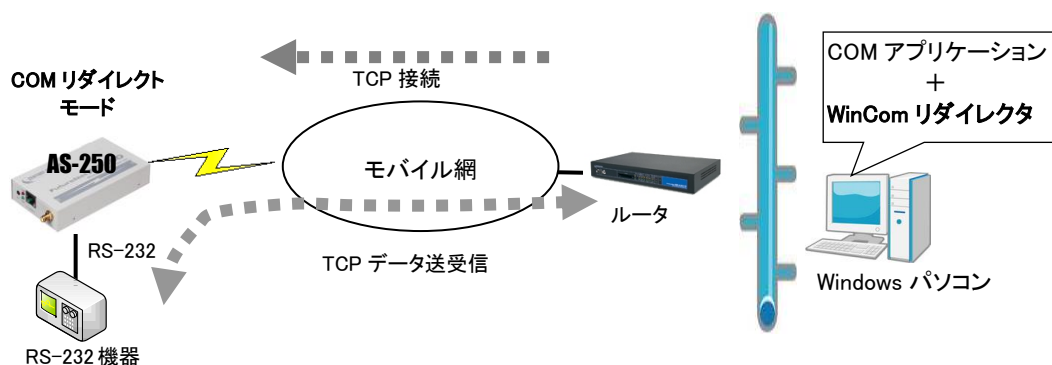 COM リダイレクト
モード
AS-250
TCP 接続
モバイル網
ルータ
COM アプリケーション
+
WinCom リダイレクタ
RS-232
TCP データ送受信
Windows パソコン
RS-232 機器